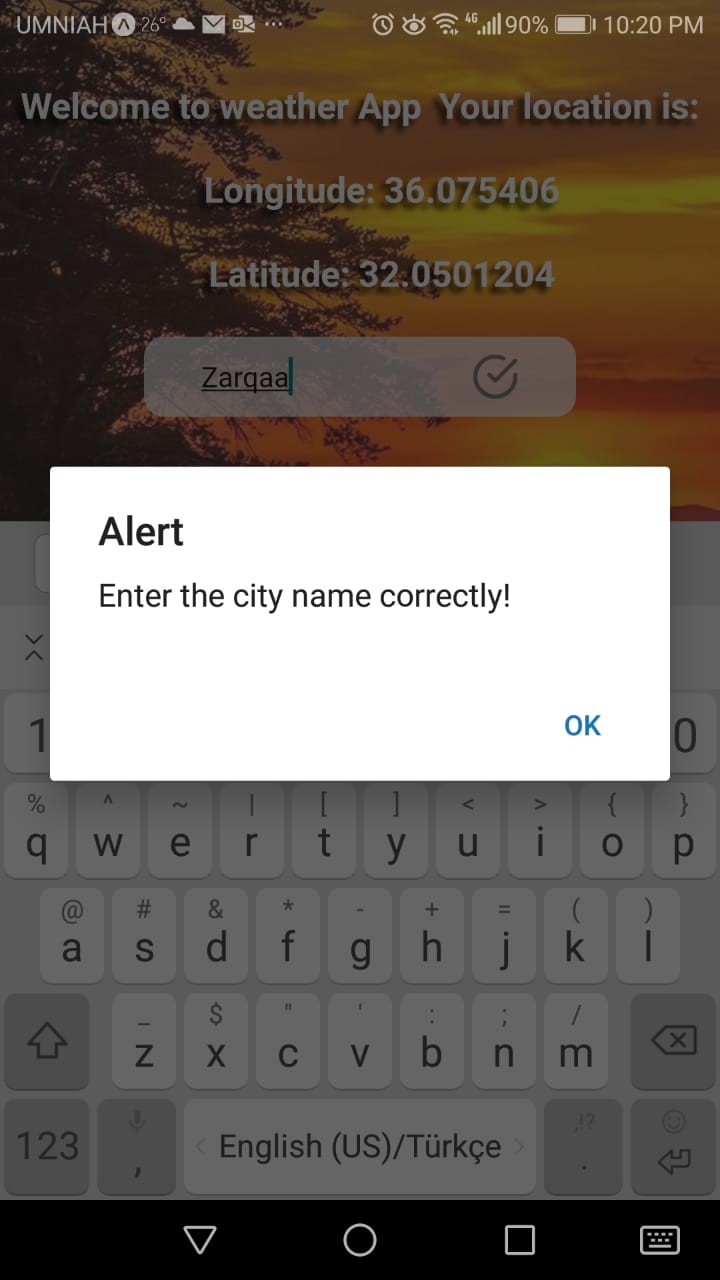 UMNIAH 26° 4G 90% 10:20 PM
Welcome to weather App  Your location is:
Longitude: 36.075406
Latitude: 32.0501204
Zarqaa
Alert
Enter the city name correctly!
OK
1 0
% ^ ~ | [ ] < > { }
q w e r t y u i o p
@ # & * - + = ( )
a s d f g h j k l
_ $ " ' : ; /
z x c v b n m
,!?
123 , < English (US)/Türkçe > .